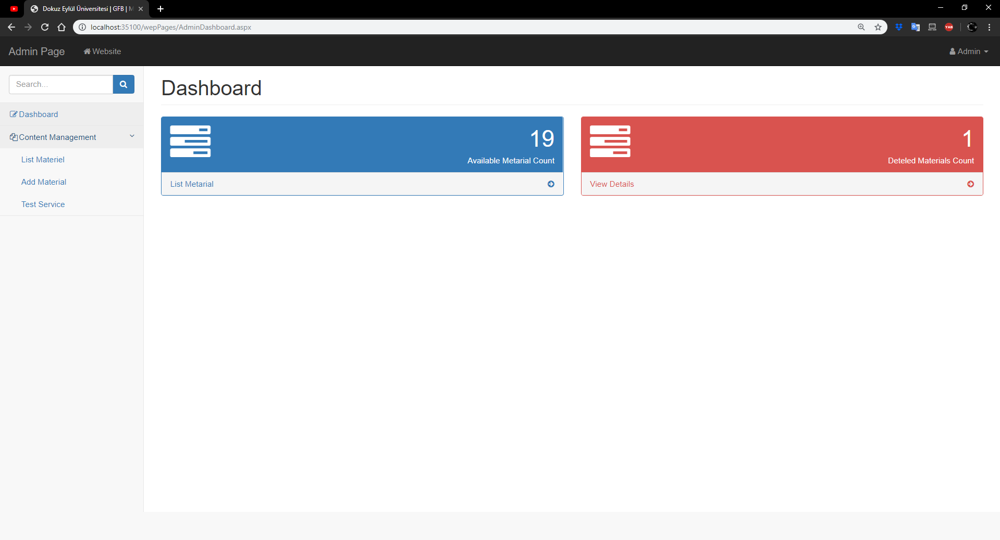 Dokuz Eylül Üniversitesi | GFB | M
localhost:35100/wepPages/AdminDashboard.aspx
YAB
Admin Page
Website
Admin
Search...
Dashboard
Content Management
List Materiel
Add Material
Test Service
Dashboard
19
Available Metarial Count
List Metarial
1
Deteled Materials Count
View Details